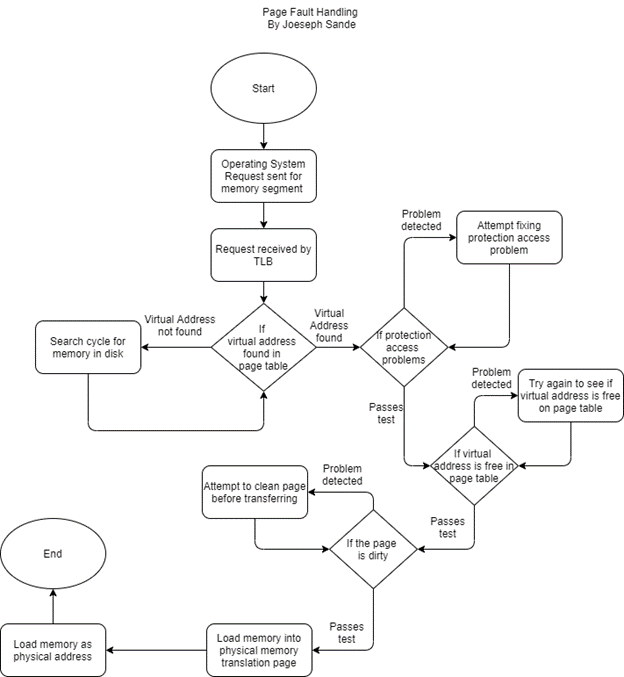 Page Fault Handling
By Joeseph Sande
Start
Operating System
Request sent for
memory segment
Request received by
TLB
If
virtual address
found in
page table
Virtual Address
not found
Search cycle for
memory in disk
Virtual
Address
found
If protection
access
problems
Problem
detected
Attempt fixing
protection access
problem
Passes
test
If virtual
address is free in
page table
Problem
detected
Try again to see if
virtual address is free
on page table
Passes
test
If the page
is dirty
Problem
detected
Attempt to clean page
before transferring
Passes
test
Load memory into
physical memory
translation page
Load memory as
physical address
End